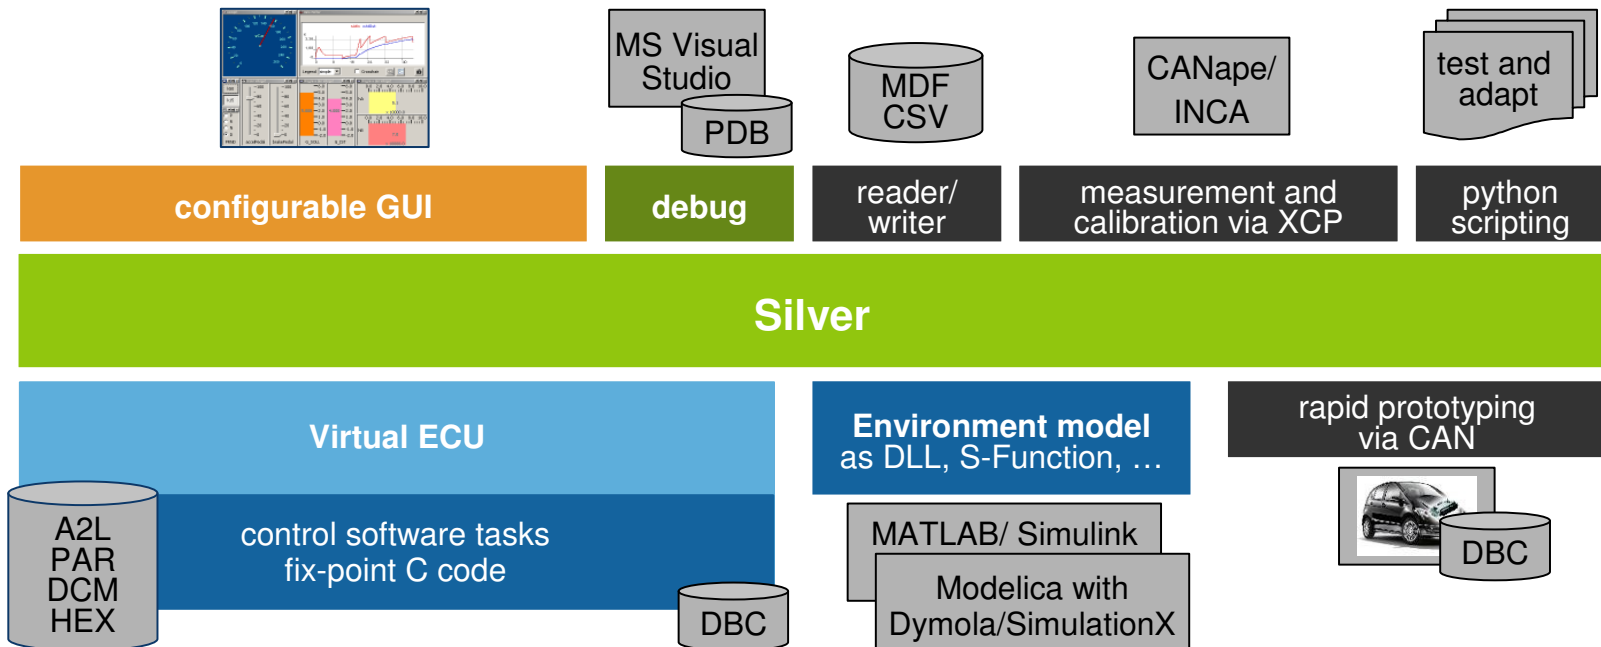 MS Visual
Studio
PDB
MDF
CSV
CANape/
INCA
test and
adapt
configurable GUI
debug
reader/
writer
measurement and
calibration via XCP
python
scripting
Silver
Virtual ECU
Environment model
as DLL, S-Function, …
rapid prototyping
via CAN
A2L
PAR
DCM
HEX
control software tasks
fix-point C code
DBC
MATLAB/ Simulink
Modelica with
Dymola/SimulationX
DBC